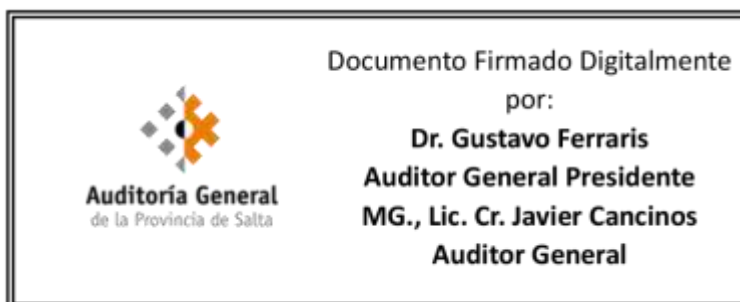 Auditoría General
de la Provincia de Salta
Documento Firmado Digitalmente
por:
Dr. Gustavo Ferraris
Auditor General Presidente
MG., Lic. Cr. Javier Cancinos
Auditor General